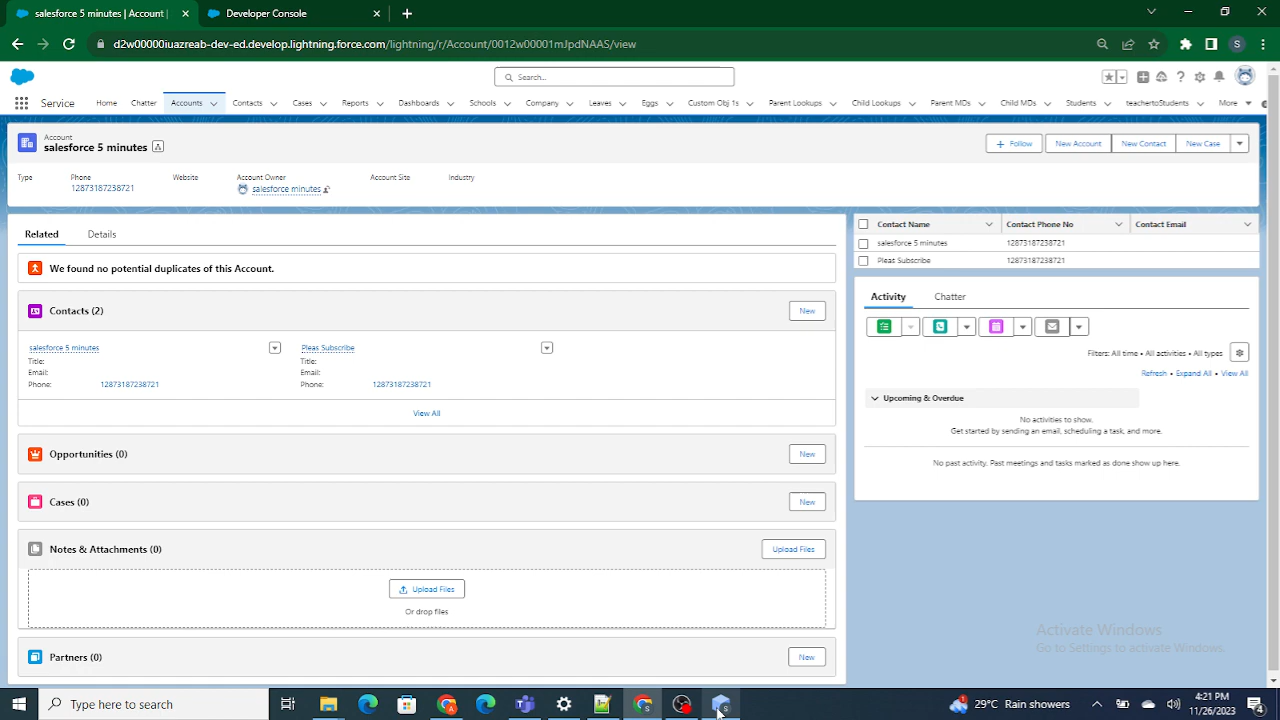 salesforce 5 minutes | Account |
Developer Console
d2w00000iuazreab-dev-ed.develop.lightning.force.com/lightning/r/Account/0012w00001mJpdNAAS/view
S
Search...
Service
Home Chatter Accounts Contacts Cases Reports Dashboards Schools Company Leaves Eggs Custom Obj 1s Parent Lookups Child Lookups Parent MDs Child MDs Students teachertoStudents More
Account
salesforce 5 minutes
Follow New Account New Contact New Case
Type Phone Website Account Owner Account Site Industry
12873187238721 salesforce minutes
Related Details
We found no potential duplicates of this Account.
Contacts (2) New
salesforce 5 minutes Pleas Subscribe
Title: Title:
Email: Email:
Phone: 12873187238721 Phone: 12873187238721
View All
Opportunities (0) New
Cases (0) New
Notes & Attachments (0) Upload Files
Upload Files
Or drop files
Partners (0) New
Contact Name Contact Phone No Contact Email
salesforce 5 minutes 12873187238721
Pleas Subscribe 12873187238721
Activity Chatter
Filters: All time • All activities • All types
Refresh • Expand All • View All
Upcoming & Overdue
No activities to show.
Get started by sending an email, scheduling a task, and more.
No past activity. Past meetings and tasks marked as done show up here.
Activate Windows
Go to Settings to activate Windows.
Type here to search
29°C Rain showers
4:21 PM
11/26/2023